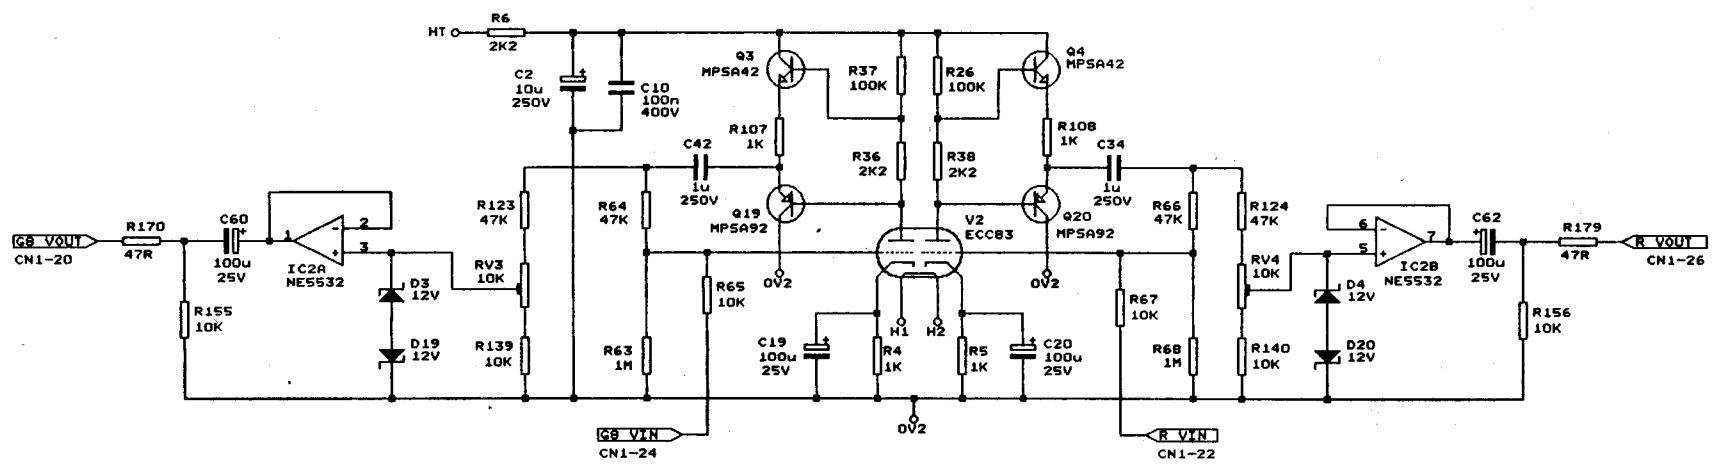 HT
R6
2K2
C2
10u
250V
C10
100n
400V
Q3
MPSA42
R107
1K
C42
1u
250V
Q19
MPSA92
0V2
R37
100K
R36
2K2
R26
100K
R38
2K2
Q4
MPSA42
R108
1K
C34
1u
250V
Q20
MPSA92
0V2
V2
ECC83
H1
H2
G8 VOUT
CN1-20
R170
47R
C60
+
100u
25V
R155
10K
1
2
3
-
+
IC2A
NE5532
D3
12V
D19
12V
R123
47K
RV3
10K
R139
10K
R64
47K
R63
1M
R65
10K
G8 VIN
CN1-24
C19
100u
25V
R4
1K
R5
1K
C20
100u
25V
0V2
R67
10K
R VIN
CN1-22
R66
47K
R68
1M
R124
47K
RV4
10K
R140
10K
D4
12V
D20
12V
6
5
7
-
+
IC2B
NE5532
C62
+
100u
25V
R156
10K
R179
47R
R VOUT
CN1-26